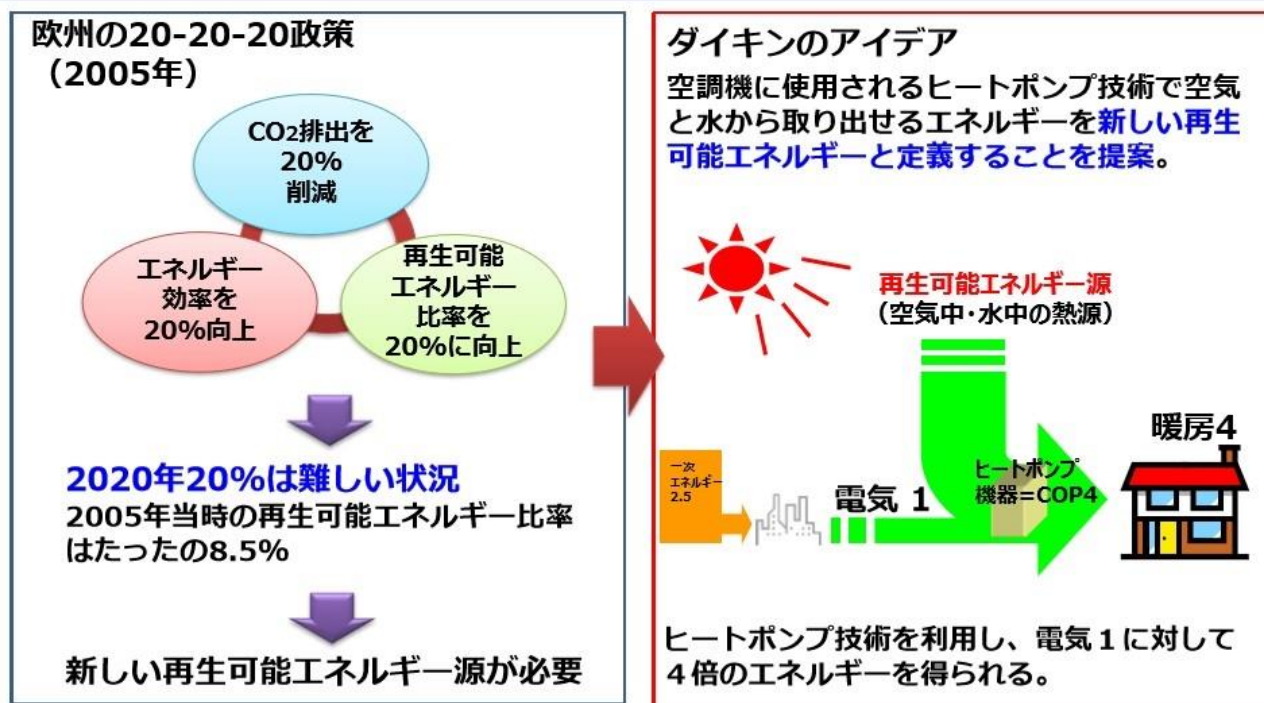 欧州の20-20-20政策
（2005年）
CO2排出を
20%
削減
エネルギー
効率を
20%向上
再生可能
エネルギー
比率を
20%に向上
2020年20%は難しい状況
2005年当時の再生可能エネルギー比率
はたったの8.5%
新しい再生可能エネルギー源が必要
ダイキンのアイデア
空調機に使用されるヒートポンプ技術で空気
と水から取り出せるエネルギーを新しい再生
可能エネルギーと定義することを提案。
再生可能エネルギー源
（空気中・水中の熱源）
一次
エネルギー
2.5
電気 1
ヒートポンプ
機器=COP4
暖房4
ヒートポンプ技術を利用し、電気１に対して
４倍のエネルギーを得られる。